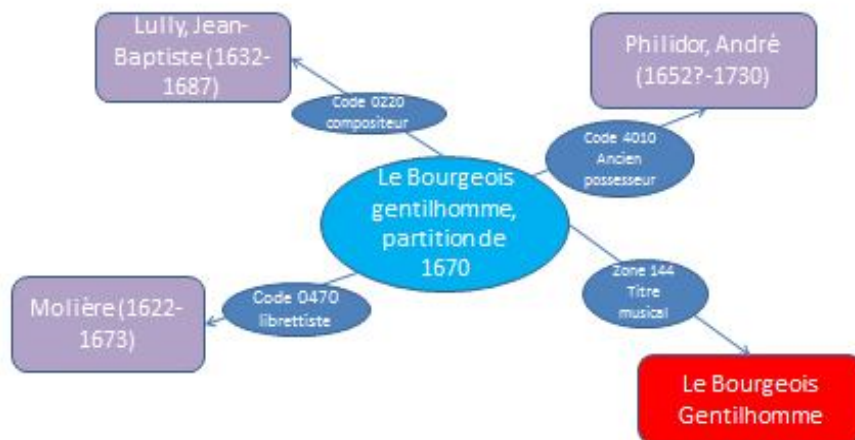 Lully, Jean-
Baptiste (1632-
1687)
Philidor, André
(1652?-1730)
Code 0220
compositeur
Code 4010
Ancien
possesseur
Le Bourgeois
gentilhomme,
partition de
1670
Zone 144
Titre
musical
Molière (1622-
1673)
Code 0470
librettiste
Le Bourgeois
Gentilhomme